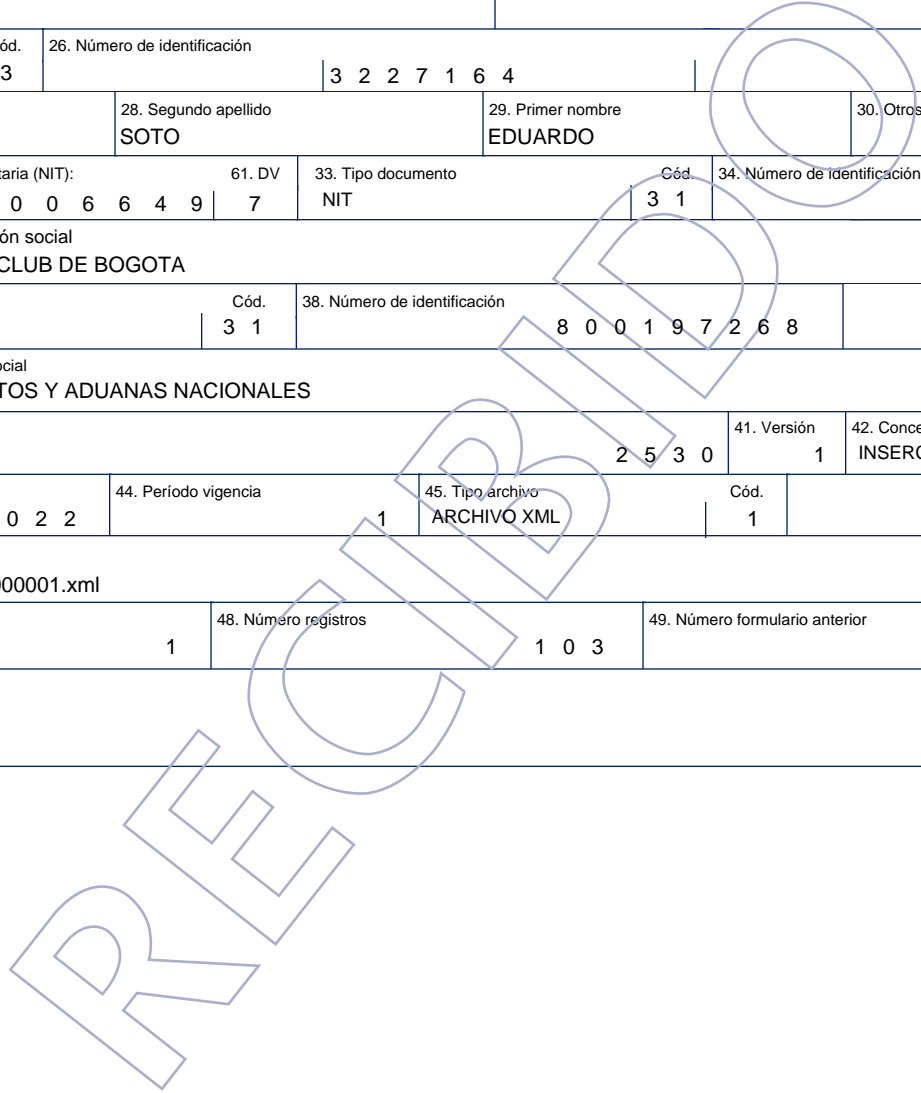 ód. 26. Número de identificación
3 3 2 2 7 1 6 4
28. Segundo apellido 29. Primer nombre 30. Otros
SOTO EDUARDO
taria (NIT): 61. DV 33. Tipo documento Cód. 34. Número de identificación
0 0 6 6 4 9 7 NIT 3 1
ón social
CLUB DE BOGOTA
Cód. 38. Número de identificación
3 1 8 0 0 1 9 7 2 6 8
ocial
TOS Y ADUANAS NACIONALES
41. Versión 42. Conce
2 5 3 0 1 INSERC
44. Período vigencia 45. Tipo archivo Cód.
0 2 2 1 ARCHIVO XML 1
000001.xml
48. Número registros 49. Número formulario anterior
1 1 0 3
RECIBIDO